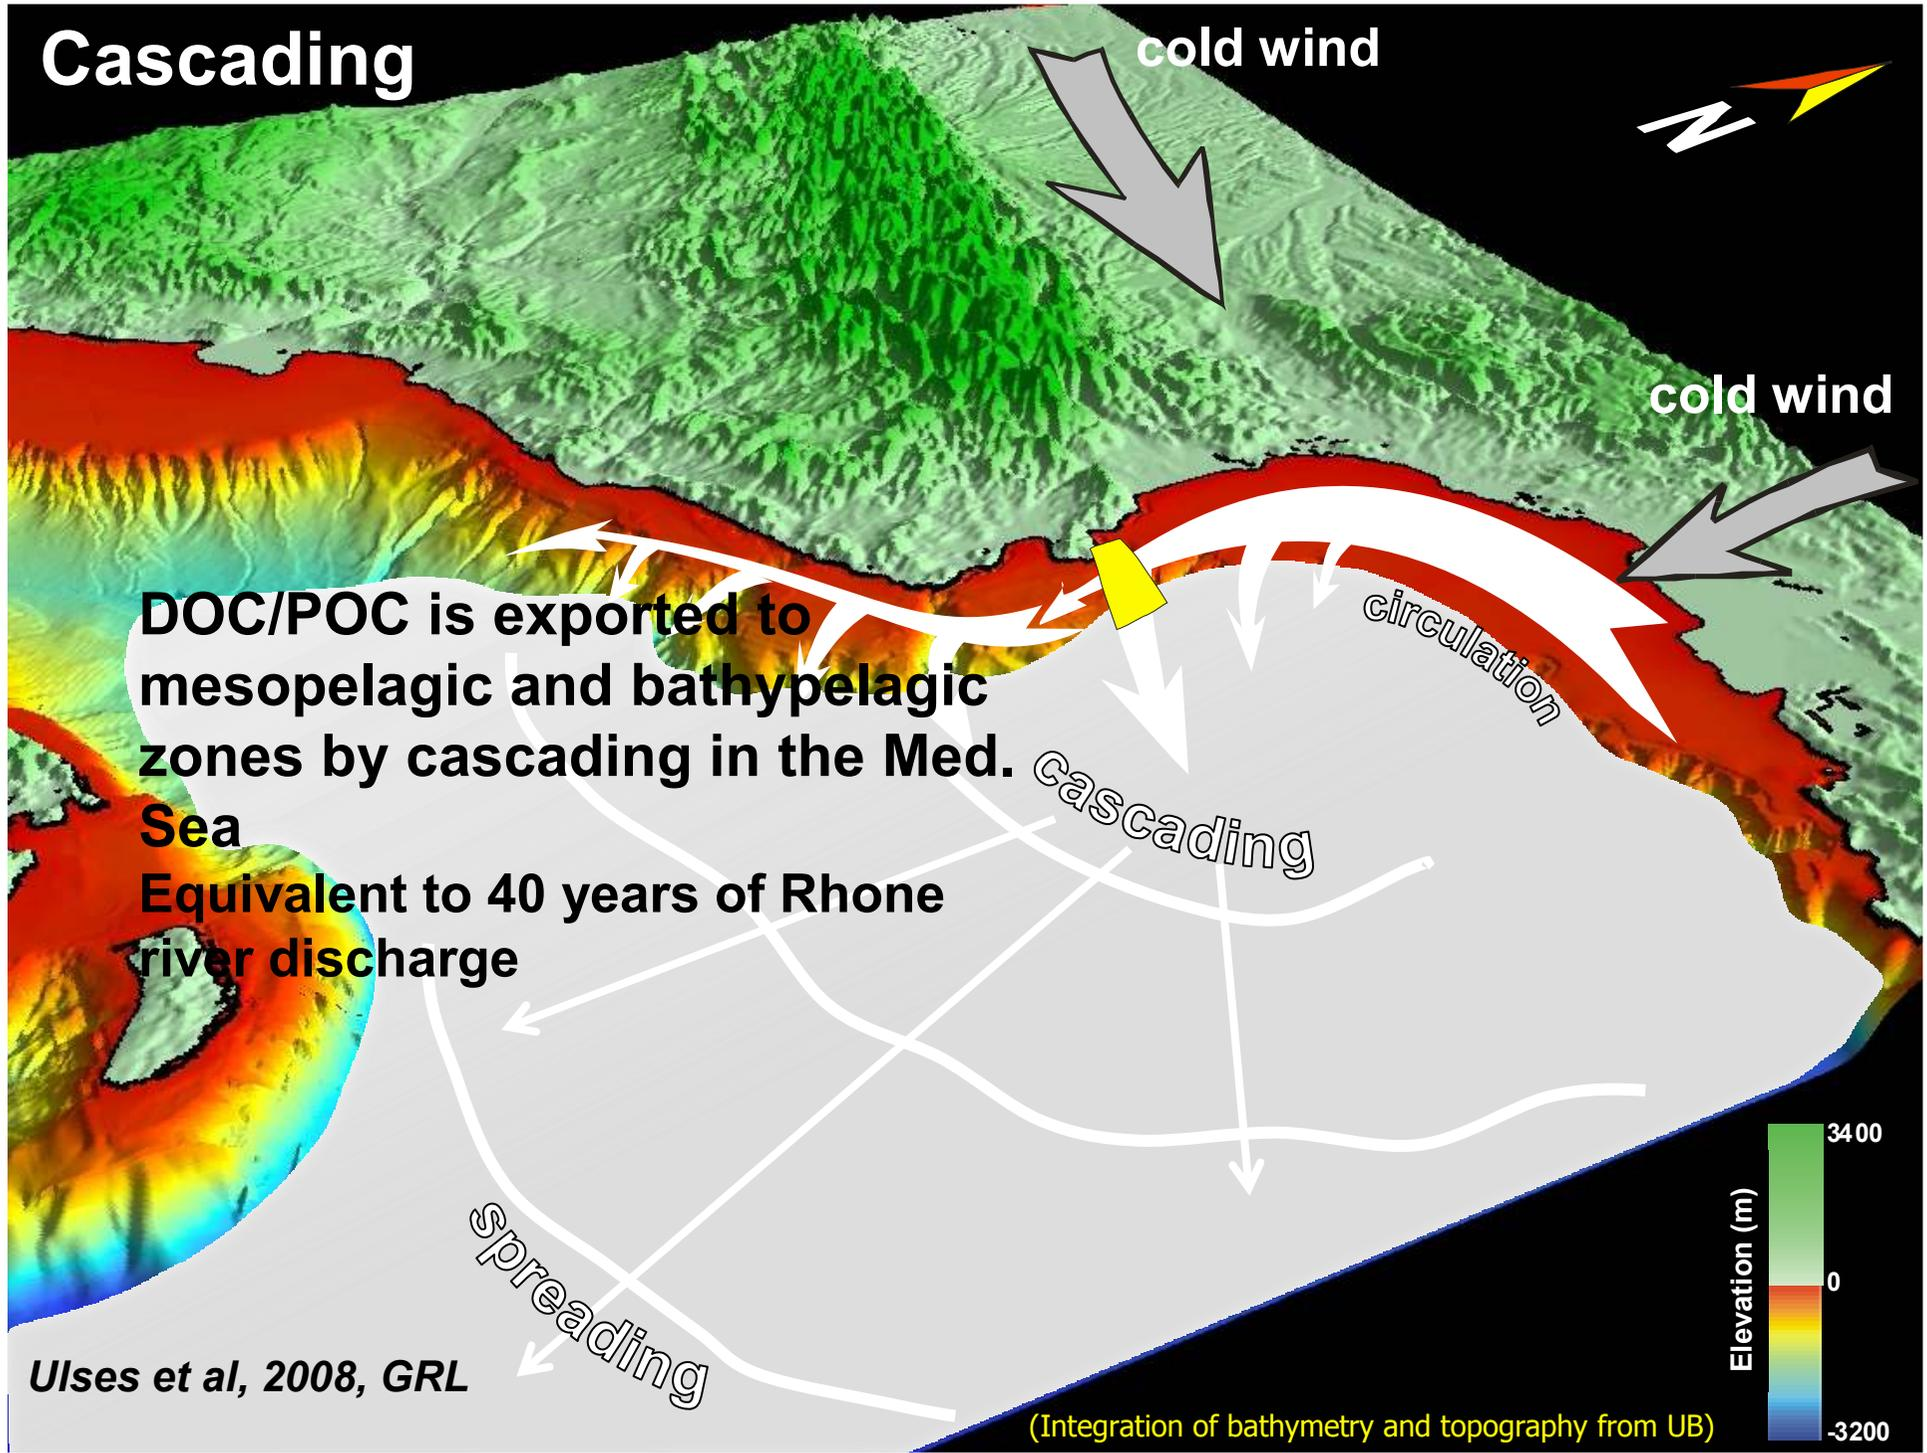 Cascading
cold wind
N
cold wind
circulation
DOC/POC is exported to
mesopelagic and bathypelagic
zones by cascading in the Med.
Sea
Equivalent to 40 years of Rhone
river discharge
cascading
spreading
3400
0
-3200
Elevation (m)
Ulses et al, 2008, GRL
(Integration of bathymetry and topography from UB)